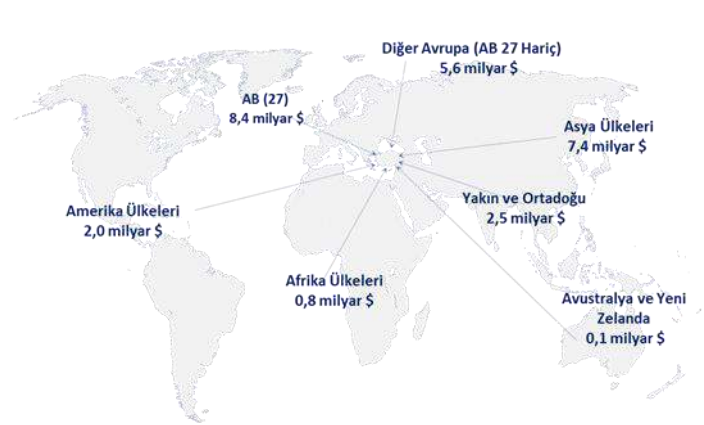 Diğer Avrupa (AB 27 Hariç)
5,6 milyar $
AB (27)
8,4 milyar $
Asya Ülkeleri
7,4 milyar $
Yakın ve Ortadoğu
2,5 milyar $
Amerika Ülkeleri
2,0 milyar $
Afrika Ülkeleri
0,8 milyar $
Avustralya ve Yeni
Zelanda
0,1 milyar $